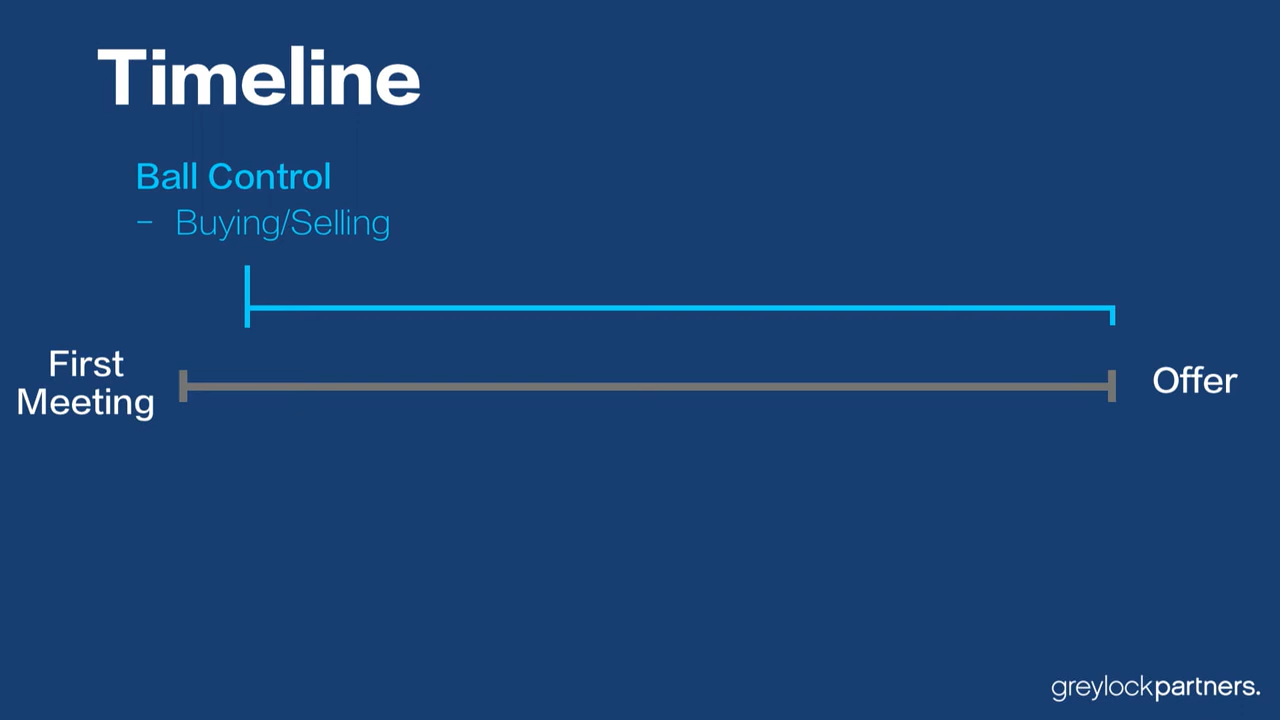 Timeline
Ball Control
– Buying/Selling
First
Meeting
Offer
greylockpartners.